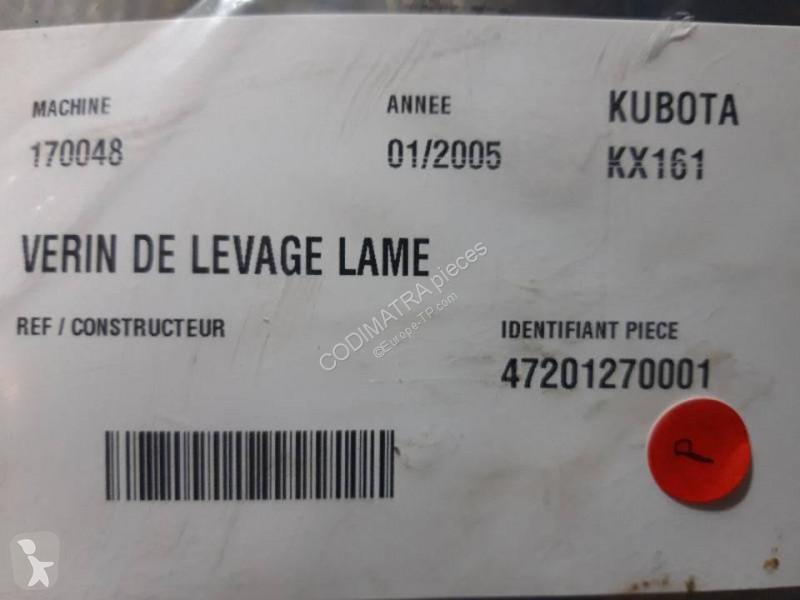 MACHINE
170048
ANNEE
01/2005
KUBOTA
KX161
VERIN DE LEVAGE LAME
REF / CONSTRUCTEUR
IDENTIFIANT PIECE
47201270001
CODIMATRA pieces
©Europe-TP.com
P